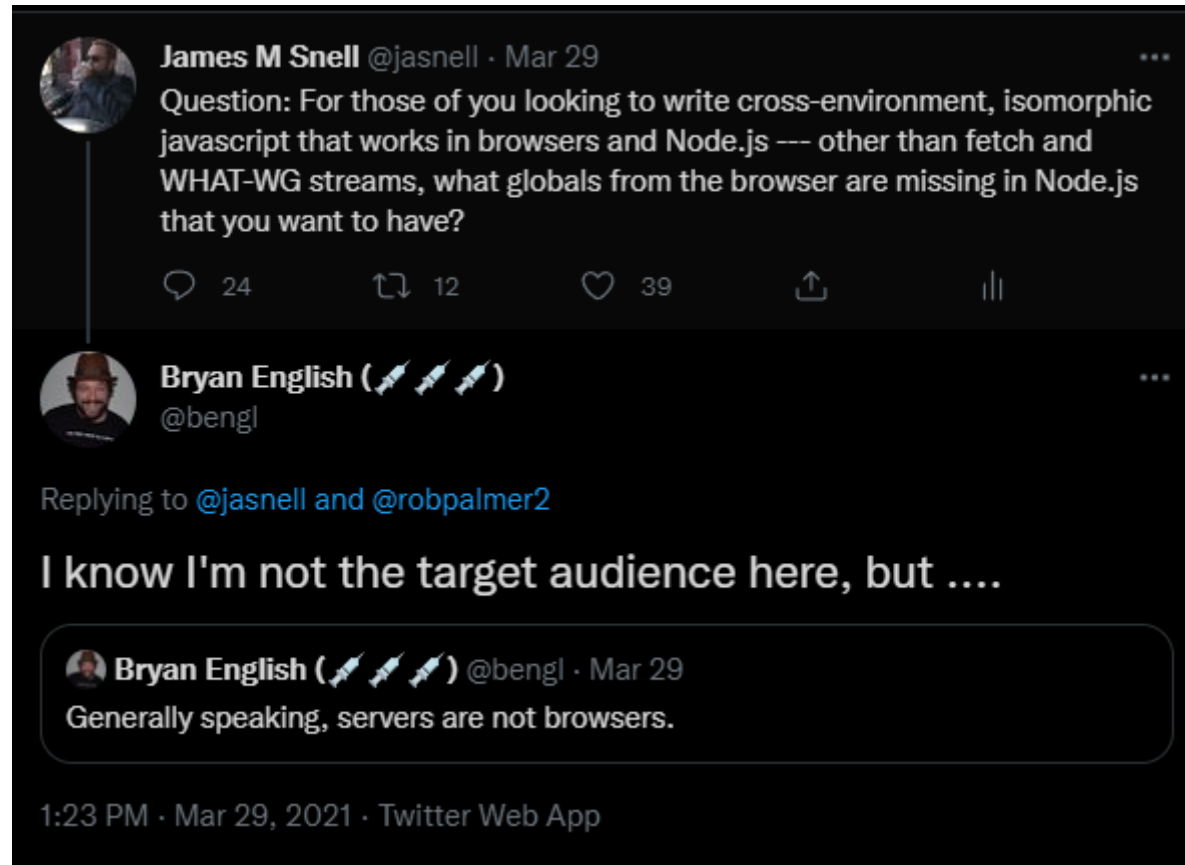 James M Snell @jasnell · Mar 29
Question: For those of you looking to write cross-environment, isomorphic
javascript that works in browsers and Node.js --- other than fetch and
WHAT-WG streams, what globals from the browser are missing in Node.js
that you want to have?
24 12 39
Bryan English (💉💉💉)
@bengl
Replying to @jasnell and @robpalmer2
I know I'm not the target audience here, but ....
Bryan English (💉💉💉) @bengl · Mar 29
Generally speaking, servers are not browsers.
1:23 PM · Mar 29, 2021 · Twitter Web App